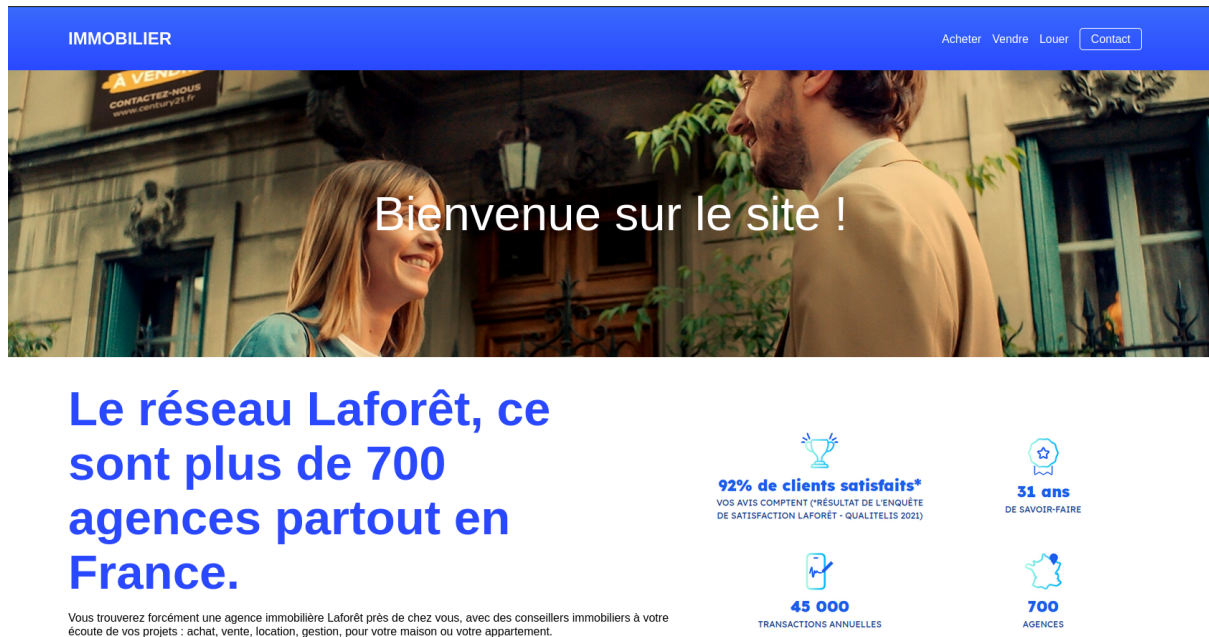 IMMOBILIER
Acheter Vendre Louer Contact
À VENDRE
CONTACTEZ-NOUS
www.century21.fr
Bienvenue sur le site !
Le réseau Laforêt, ce
sont plus de 700
agences partout en
France.
Vous trouverez forcément une agence immobilière Laforêt près de chez vous, avec des conseillers immobiliers à votre
écoute de vos projets : achat, vente, location, gestion, pour votre maison ou votre appartement.
92% de clients satisfaits*
VOS AVIS COMPTENT (*RÉSULTAT DE L'ENQUÊTE
DE SATISFACTION LAFORÊT - QUALITELIS 2021)
31 ans
DE SAVOIR-FAIRE
45 000
TRANSACTIONS ANNUELLES
700
AGENCES